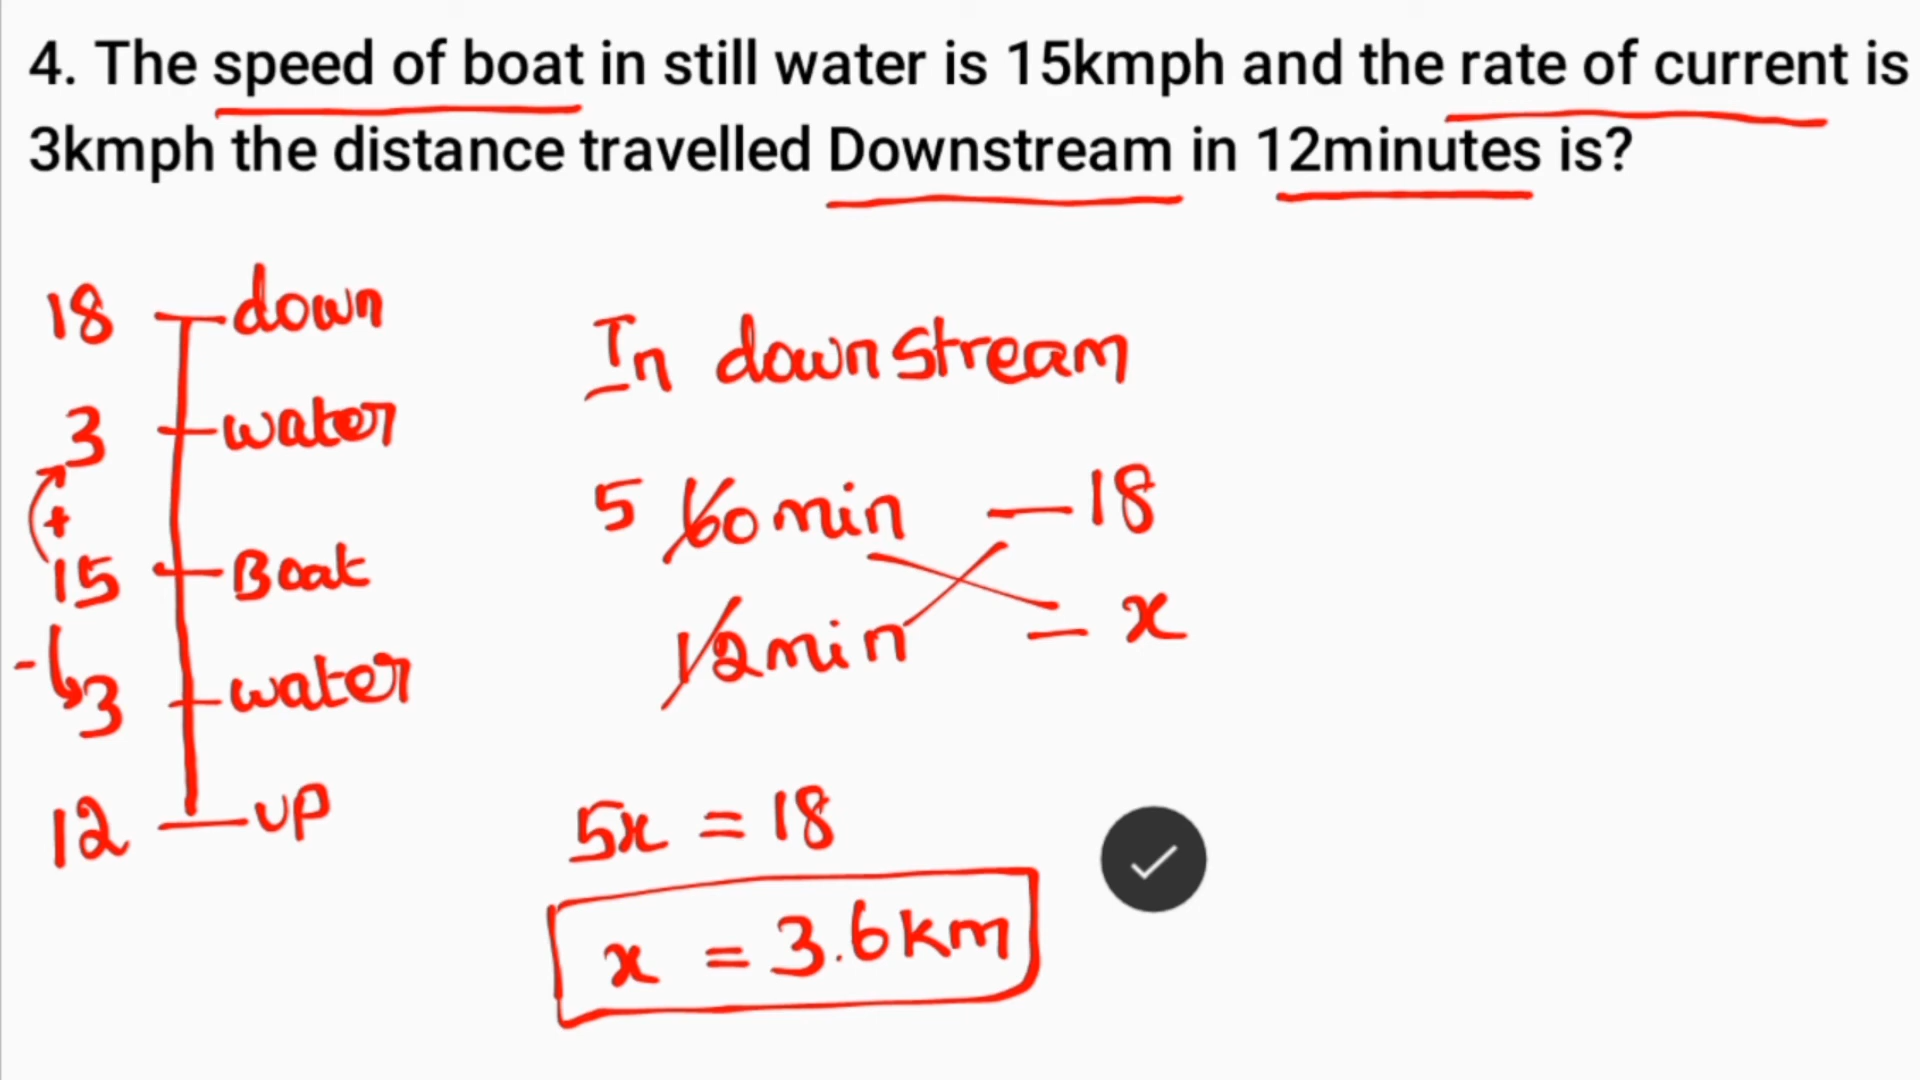 4. The speed of boat in still water is 15kmph and the rate of current is
3kmph the distance travelled Downstream in 12minutes is?
18 down
3 water
+
15 Boat
-
3 water
12 up
In downstream
5 60 min — 18
12 min — x
5x = 18
x = 3.6 km